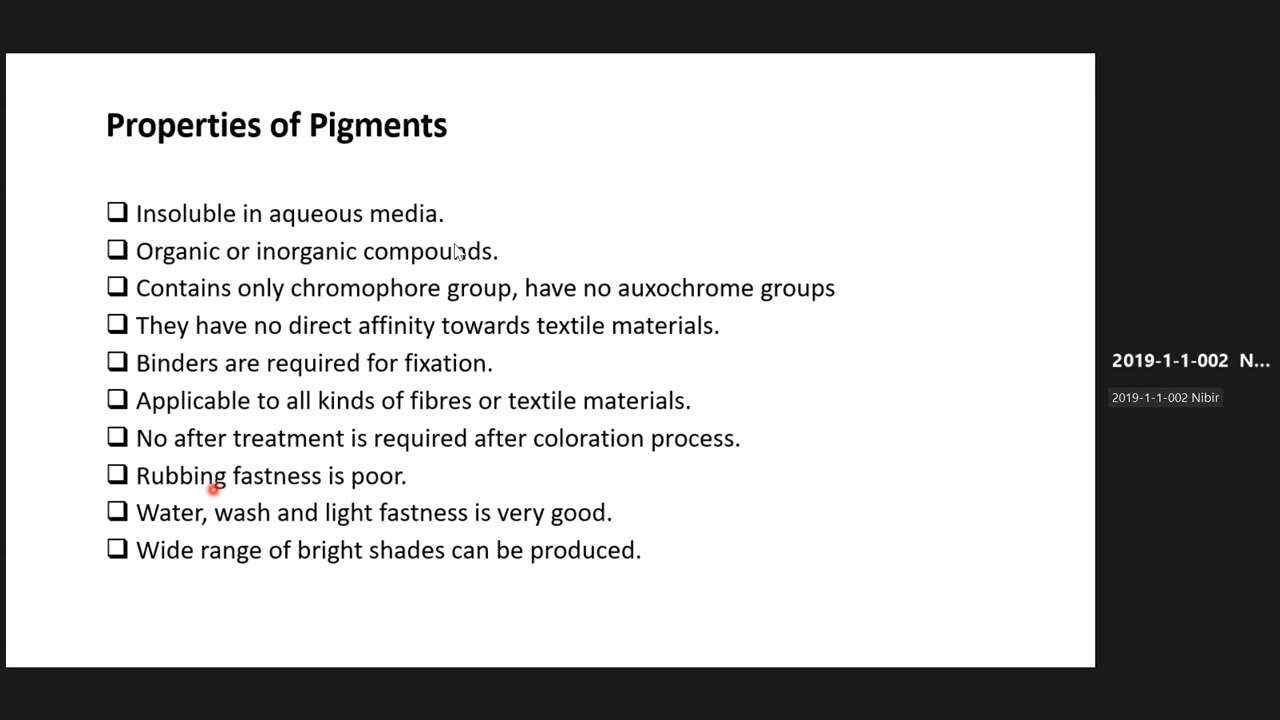 Properties of Pigments
Insoluble in aqueous media.
Organic or inorganic compounds.
Contains only chromophore group, have no auxochrome groups
They have no direct affinity towards textile materials.
Binders are required for fixation.
Applicable to all kinds of fibres or textile materials.
No after treatment is required after coloration process.
Rubbing fastness is poor.
Water, wash and light fastness is very good.
Wide range of bright shades can be produced.
2019-1-1-002 N...
2019-1-1-002 Nibir